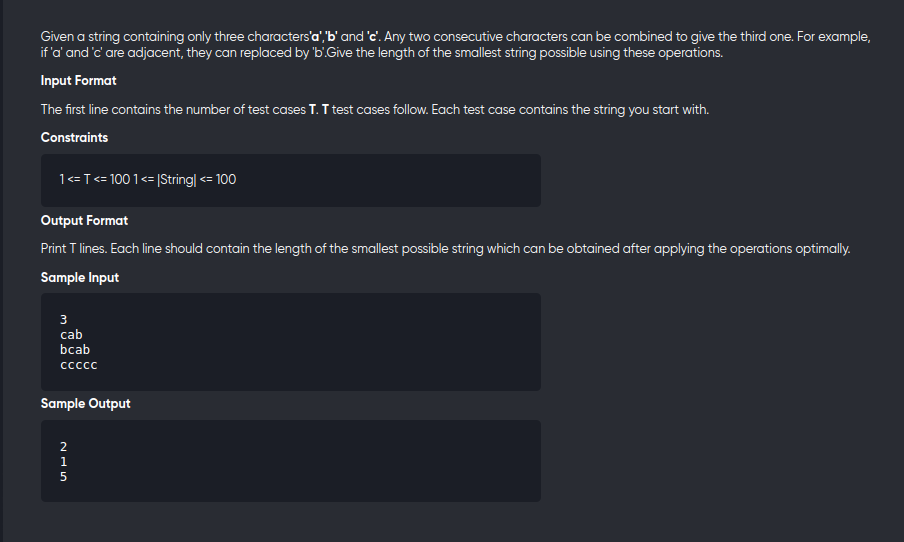 Given a string containing only three characters'a','b' and 'c'. Any two consecutive characters can be combined to give the third one. For example,
if 'a' and 'c' are adjacent, they can replaced by 'b'.Give the length of the smallest string possible using these operations.
Input Format
The first line contains the number of test cases T. T test cases follow. Each test case contains the string you start with.
Constraints
1 <= T <= 100 1 <= |String| <= 100
Output Format
Print T lines. Each line should contain the length of the smallest possible string which can be obtained after applying the operations optimally.
Sample Input
3
cab
bcab
ccccc
Sample Output
2
1
5